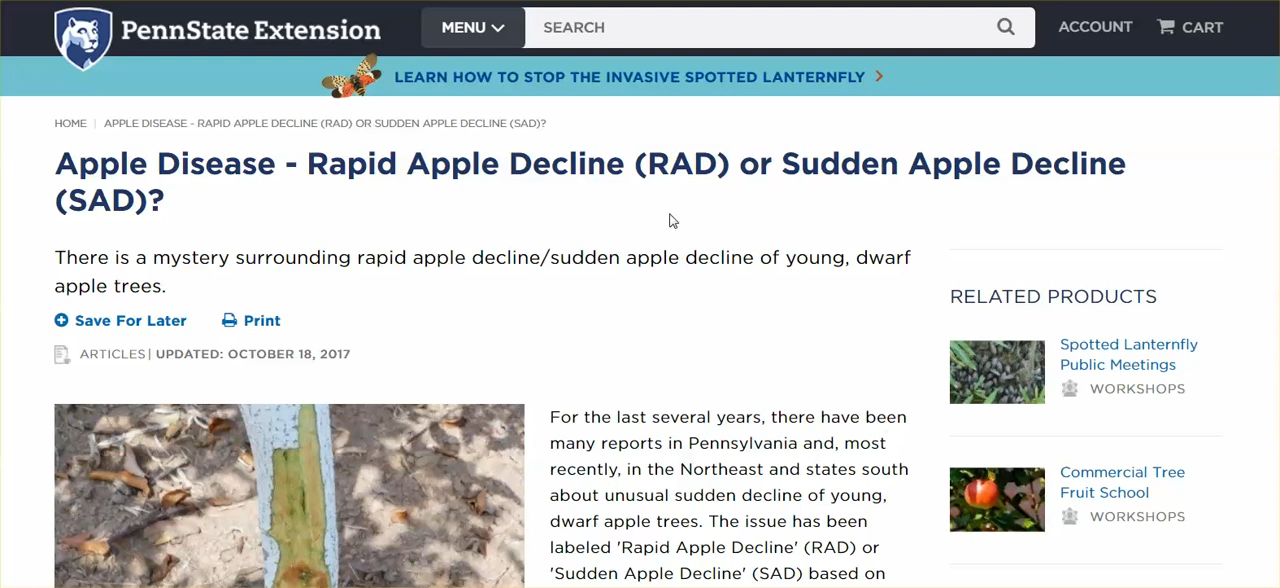 PennState Extension
MENU
SEARCH
ACCOUNT
CART
LEARN HOW TO STOP THE INVASIVE SPOTTED LANTERNFLY
HOME | APPLE DISEASE - RAPID APPLE DECLINE (RAD) OR SUDDEN APPLE DECLINE (SAD)?
Apple Disease - Rapid Apple Decline (RAD) or Sudden Apple Decline
(SAD)?
There is a mystery surrounding rapid apple decline/sudden apple decline of young, dwarf
apple trees.
Save For Later
Print
ARTICLES | UPDATED: OCTOBER 18, 2017
For the last several years, there have been
many reports in Pennsylvania and, most
recently, in the Northeast and states south
about unusual sudden decline of young,
dwarf apple trees. The issue has been
labeled 'Rapid Apple Decline' (RAD) or
'Sudden Apple Decline' (SAD) based on
RELATED PRODUCTS
Spotted Lanternfly
Public Meetings
WORKSHOPS
Commercial Tree
Fruit School
WORKSHOPS